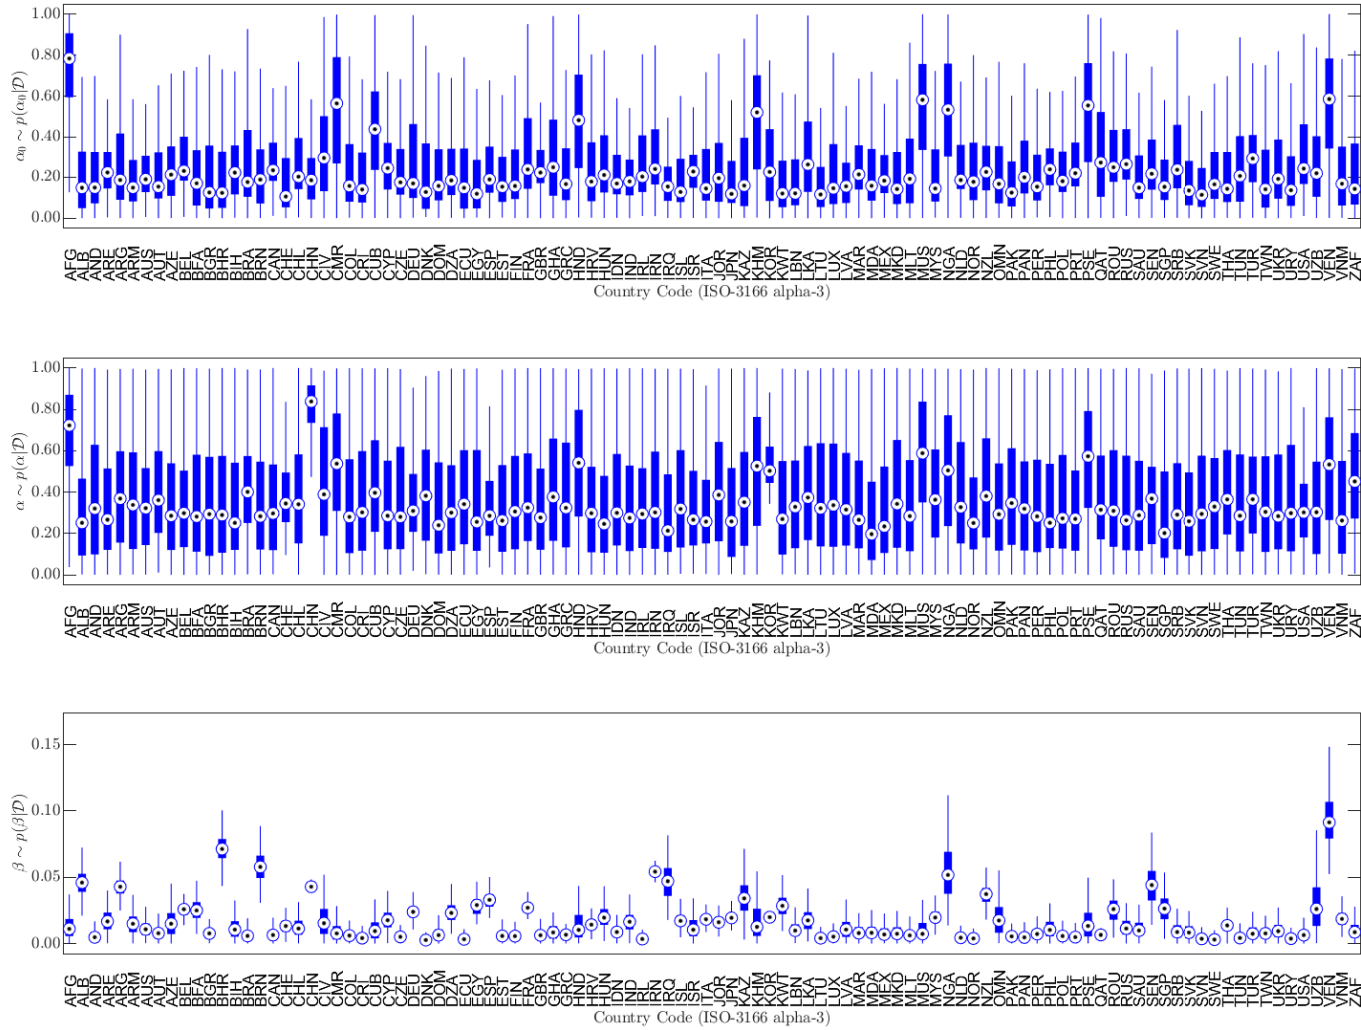 1.00
0.80
0.60
0.40
0.20
0.00
α₀ ∼ p(α₀|𝒟)
AFG ALB AND ARE ARG ARM AUS AUT AZE BEL BFA BGR BHR BIH BRA BRN CAN CHE CHL CHN CIV CMR COL CRI CUB CYP CZE DEU DNK DOM DZA ECU EGY ESP EST FIN FRA GBR GHA GRC HND HRV HUN IDN IND IRL IRN IRQ ISL ISR ITA JOR JPN KAZ KHM KOR KWT LBN LKA LTU LUX LVA MAR MDA MEX MKD MLT MUS MYS NGA NLD NOR NZL OMN PAK PAN PER PHL POL PRT PSE QAT ROU RUS SAU SEN SGP SRB SVK SVN SWE THA TUN TUR TWN UKR URY USA UZB VEN VNM ZAF
Country Code (ISO-3166 alpha-3)
1.00
0.80
0.60
0.40
0.20
0.00
α ∼ p(α|𝒟)
AFG ALB AND ARE ARG ARM AUS AUT AZE BEL BFA BGR BHR BIH BRA BRN CAN CHE CHL CHN CIV CMR COL CRI CUB CYP CZE DEU DNK DOM DZA ECU EGY ESP EST FIN FRA GBR GHA GRC HND HRV HUN IDN IND IRL IRN IRQ ISL ISR ITA JOR JPN KAZ KHM KOR KWT LBN LKA LTU LUX LVA MAR MDA MEX MKD MLT MUS MYS NGA NLD NOR NZL OMN PAK PAN PER PHL POL PRT PSE QAT ROU RUS SAU SEN SGP SRB SVK SVN SWE THA TUN TUR TWN UKR URY USA UZB VEN VNM ZAF
Country Code (ISO-3166 alpha-3)
0.15
0.10
0.05
0.00
β ∼ p(β|𝒟)
AFG ALB AND ARE ARG ARM AUS AUT AZE BEL BFA BGR BHR BIH BRA BRN CAN CHE CHL CHN CIV CMR COL CRI CUB CYP CZE DEU DNK DOM DZA ECU EGY ESP EST FIN FRA GBR GHA GRC HND HRV HUN IDN IND IRL IRN IRQ ISL ISR ITA JOR JPN KAZ KHM KOR KWT LBN LKA LTU LUX LVA MAR MDA MEX MKD MLT MUS MYS NGA NLD NOR NZL OMN PAK PAN PER PHL POL PRT PSE QAT ROU RUS SAU SEN SGP SRB SVK SVN SWE THA TUN TUR TWN UKR URY USA UZB VEN VNM ZAF
Country Code (ISO-3166 alpha-3)